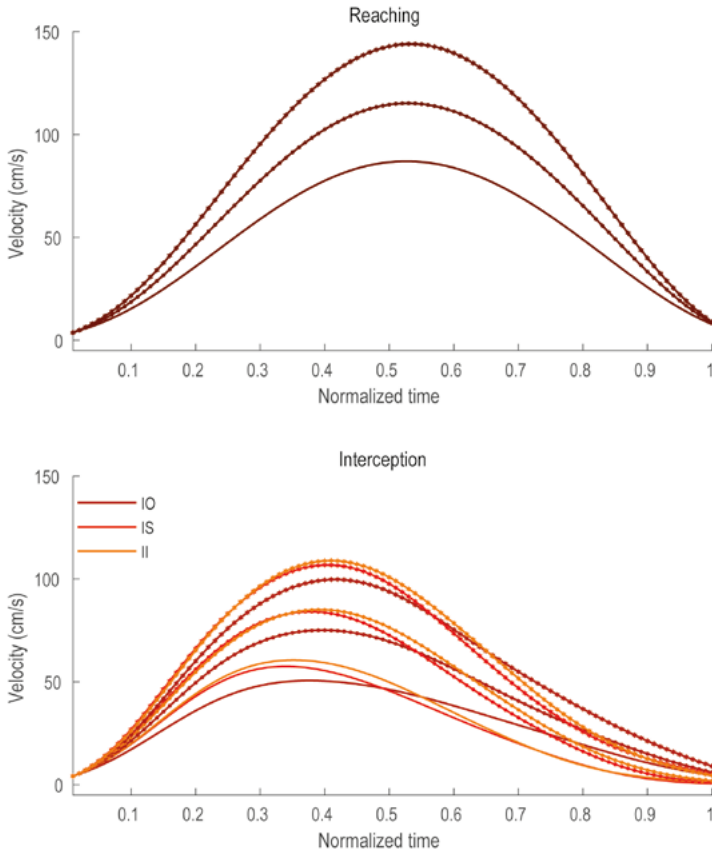 Reaching
150
100
50
0
Velocity (cm/s)
0.1 0.2 0.3 0.4 0.5 0.6 0.7 0.8 0.9 1
Normalized time
Interception
150
100
50
0
Velocity (cm/s)
IO
IS
II
0.1 0.2 0.3 0.4 0.5 0.6 0.7 0.8 0.9 1
Normalized time